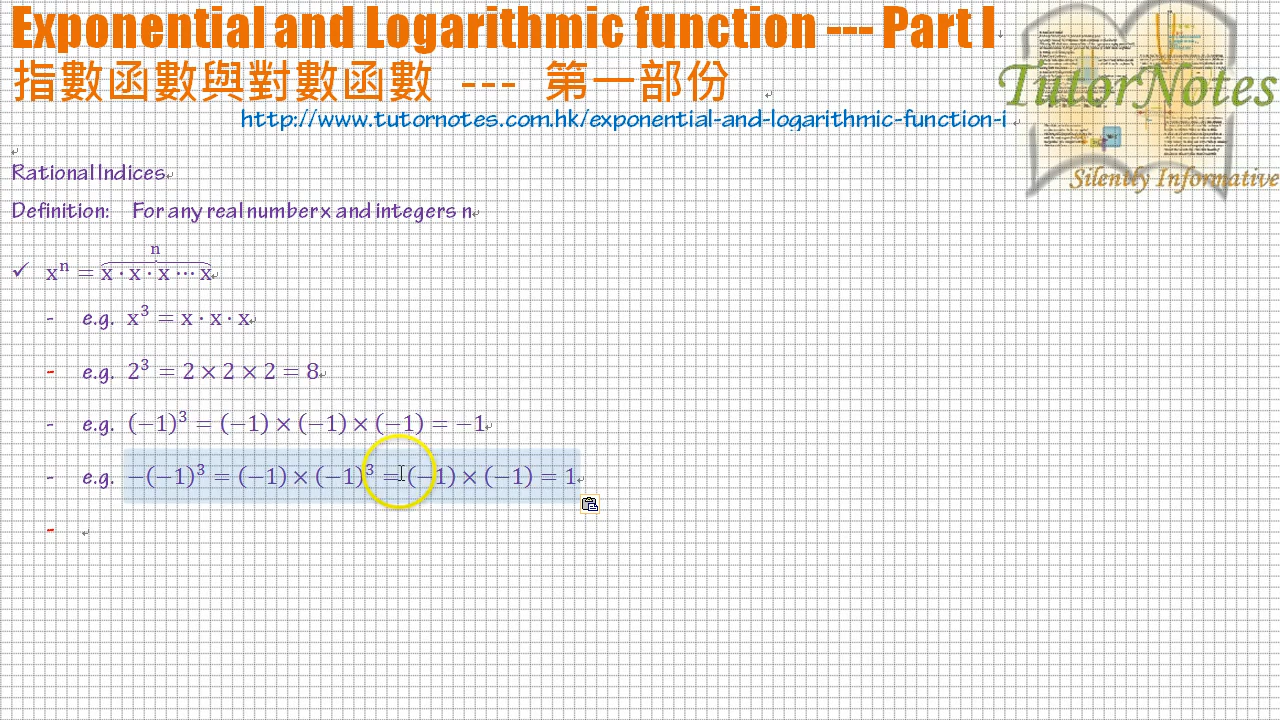 Exponential and Logarithmic function --- Part I
指數函數與對數函數 --- 第一部份
http://www.tutornotes.com.hk/exponential-and-logarithmic-function-i
TutorNotes
Silently Informative
Rational Indices
Definition: For any real number x and integers n
n
✓ xⁿ = x · x · x ⋯ x
- e.g. x³ = x · x · x
- e.g. 2³ = 2 × 2 × 2 = 8
- e.g. (−1)³ = (−1) × (−1) × (−1) = −1
- e.g. −(−1)³ = (−1) × (−1)³ = (−1) × (−1) = 1
-